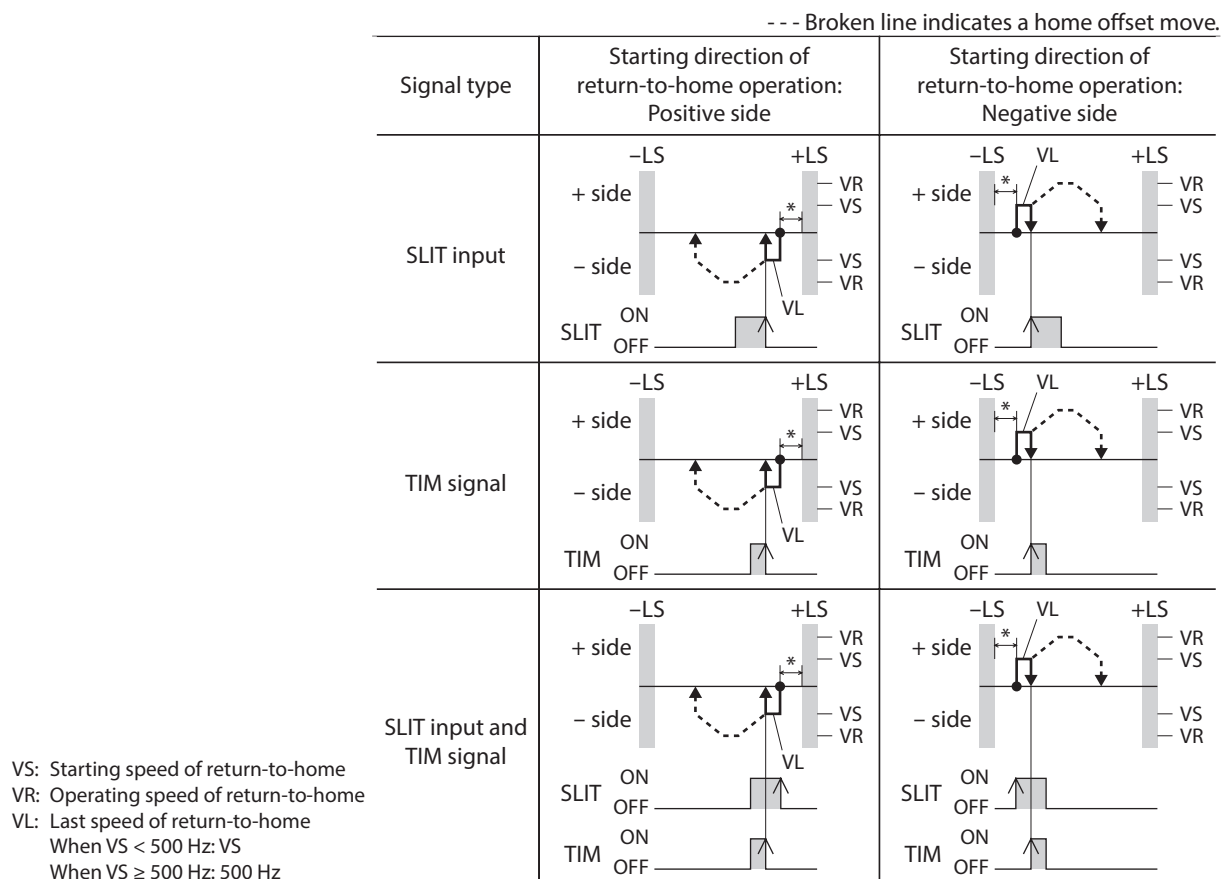 --- Broken line indicates a home offset move.
Signal type
Starting direction of
return-to-home operation:
Positive side
Starting direction of
return-to-home operation:
Negative side
SLIT input
–LS
+LS
+ side
– side
VR
VS
*
VS
VR
VL
SLIT
ON
OFF
–LS
VL
+LS
+ side
– side
*
VR
VS
VS
VR
SLIT
ON
OFF
TIM signal
–LS
+LS
+ side
– side
VR
VS
*
VS
VR
VL
TIM
ON
OFF
–LS
VL
+LS
+ side
– side
*
VR
VS
VS
VR
TIM
ON
OFF
SLIT input and
TIM signal
–LS
+LS
+ side
– side
VR
VS
*
VS
VR
VL
SLIT
ON
OFF
TIM
ON
OFF
–LS
VL
+LS
+ side
– side
*
VR
VS
VS
VR
SLIT
ON
OFF
TIM
ON
OFF
VS: Starting speed of return-to-home
VR: Operating speed of return-to-home
VL: Last speed of return-to-home
When VS < 500 Hz: VS
When VS ≥ 500 Hz: 500 Hz